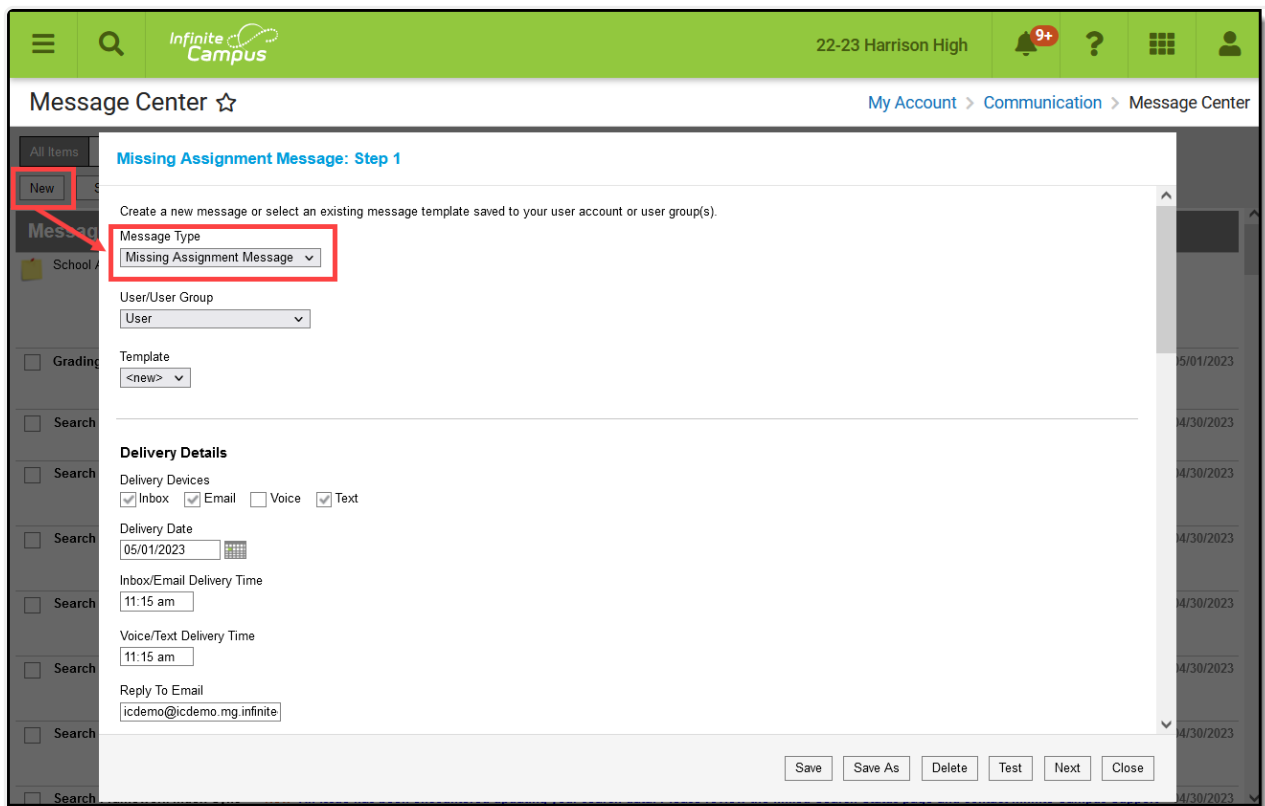 Infinite Campus
22-23 Harrison High
9+
?
Message Center
My Account > Communication > Message Center
All Items
Missing Assignment Message: Step 1
New
Create a new message or select an existing message template saved to your user account or user group(s).
Message Type
Missing Assignment Message
School
User/User Group
User
Template
<new>
Grading
05/01/2023
Search
04/30/2023
Delivery Details
Search
04/30/2023
Delivery Devices
Inbox Email Voice Text
Delivery Date
Search
04/30/2023
05/01/2023
Inbox/Email Delivery Time
11:15 am
Search
04/30/2023
Voice/Text Delivery Time
11:15 am
Search
04/30/2023
Reply To Email
icdemo@icdemo.mg.infinite
Search
04/30/2023
Save Save As Delete Test Next Close
Search
04/30/2023